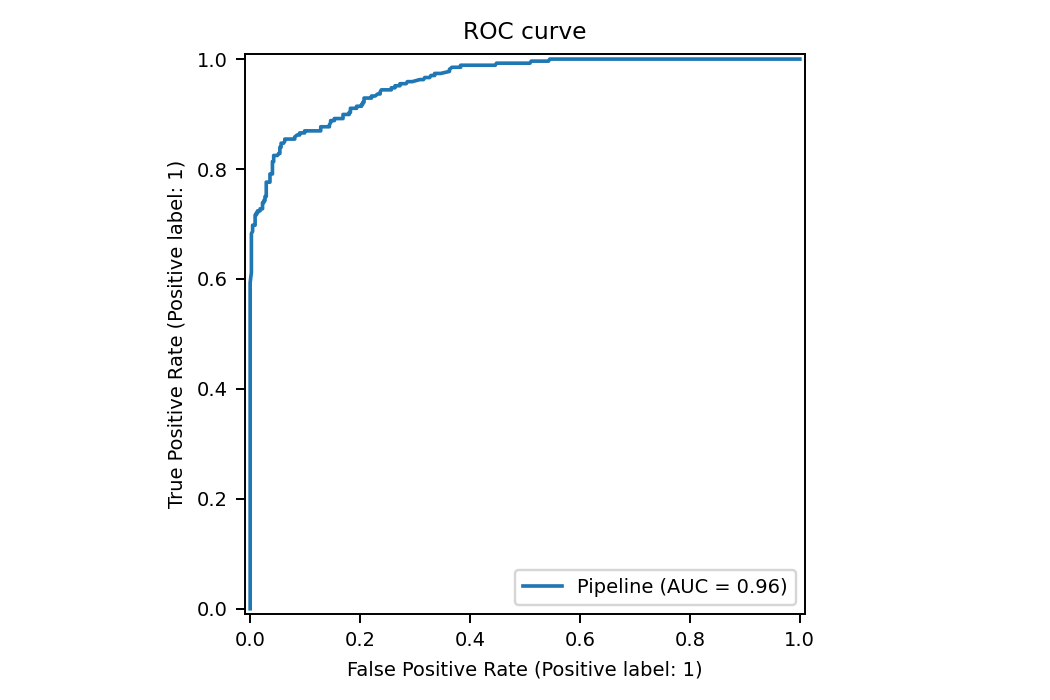 ROC curve
True Positive Rate (Positive label: 1)
1.0
0.8
0.6
0.4
0.2
0.0
Pipeline (AUC = 0.96)
0.0 0.2 0.4 0.6 0.8 1.0
False Positive Rate (Positive label: 1)